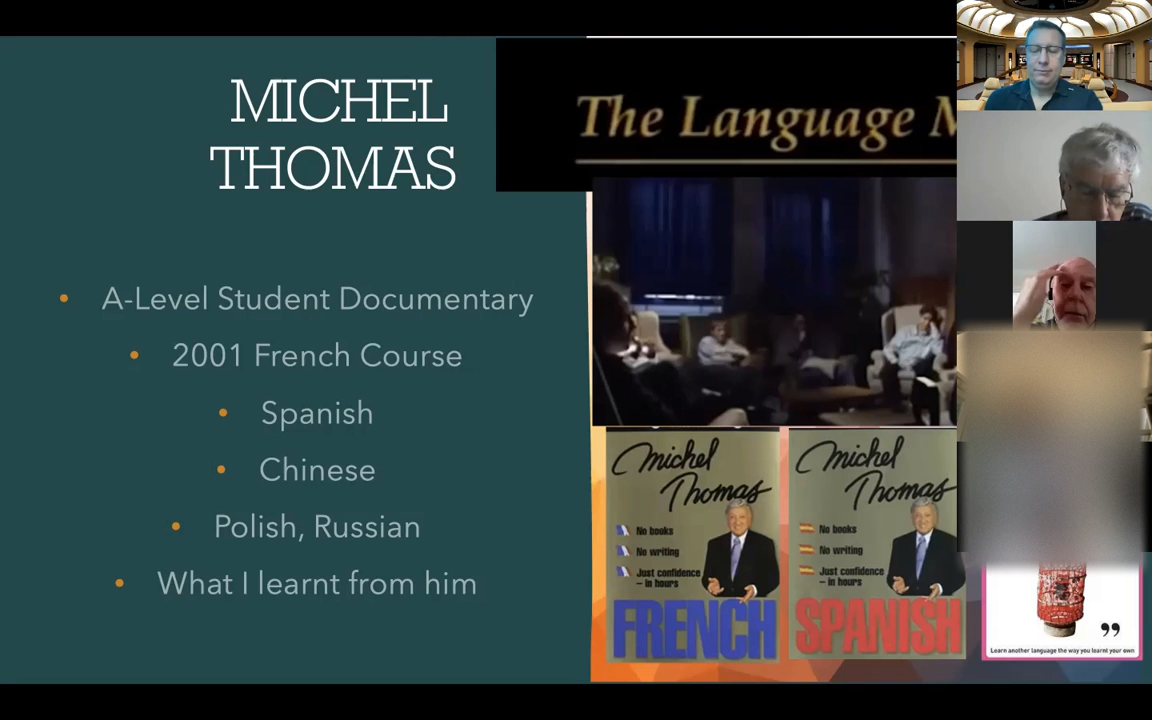 MICHEL
THOMAS
The Language
• A-Level Student Documentary
• 2001 French Course
• Spanish
• Chinese
• Polish, Russian
• What I learnt from him
Michel
Thomas
No books
No writing
Just confidence
– in hours
FRENCH
Michel
Thomas
No books
No writing
Just confidence
– in hours
SPANISH
”
Learn another language the way you learnt your own